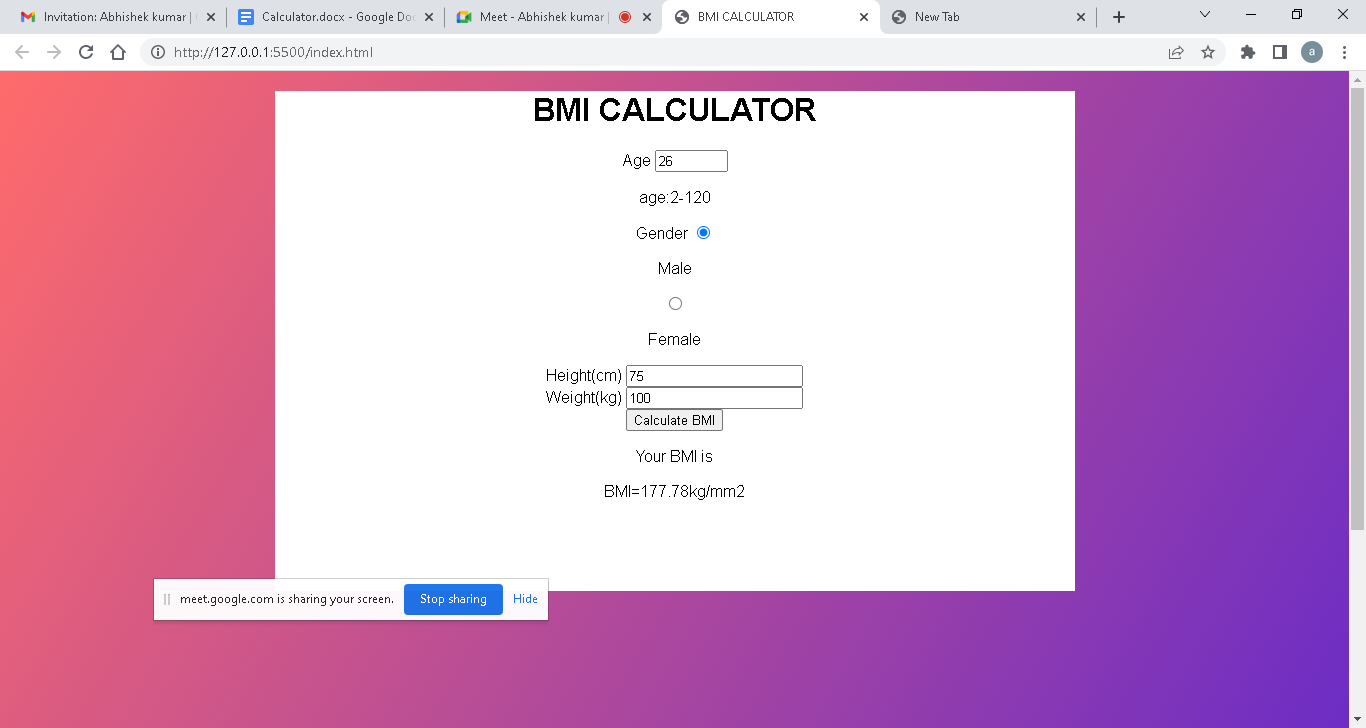 Invitation: Abhishek kumar |
Calculator.docx - Google Doc
Meet - Abhishek kumar |
BMI CALCULATOR
New Tab
http://127.0.0.1:5500/index.html
a
BMI CALCULATOR
Age 26
age:2-120
Gender
Male
Female
Height(cm) 75
Weight(kg) 100
Calculate BMI
Your BMI is
BMI=177.78kg/mm2
meet.google.com is sharing your screen. Stop sharing Hide